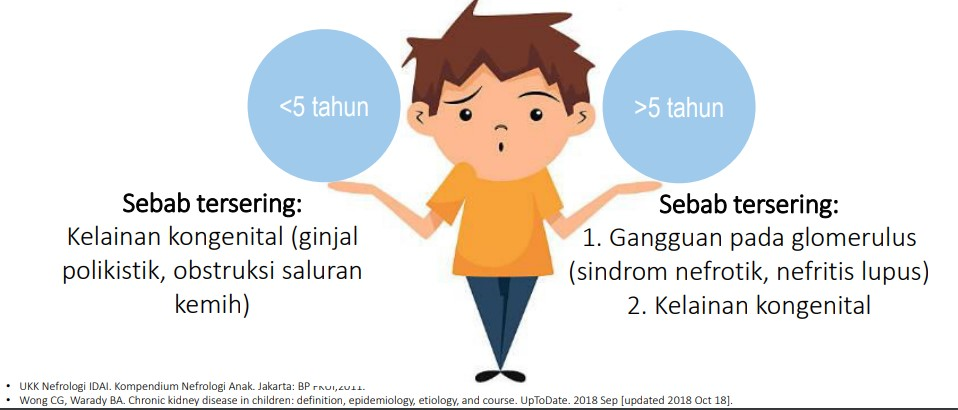 <5 tahun
>5 tahun
Sebab tersering:
Kelainan kongenital (ginjal
polikistik, obstruksi saluran
kemih)
Sebab tersering:
1. Gangguan pada glomerulus
(sindrom nefrotik, nefritis lupus)
2. Kelainan kongenital
• UKK Nefrologi IDAI. Kompendium Nefrologi Anak. Jakarta: BP FKUI,2011.
• Wong CG, Warady BA. Chronic kidney disease in children: definition, epidemiology, etiology, and course. UpToDate. 2018 Sep [updated 2018 Oct 18].